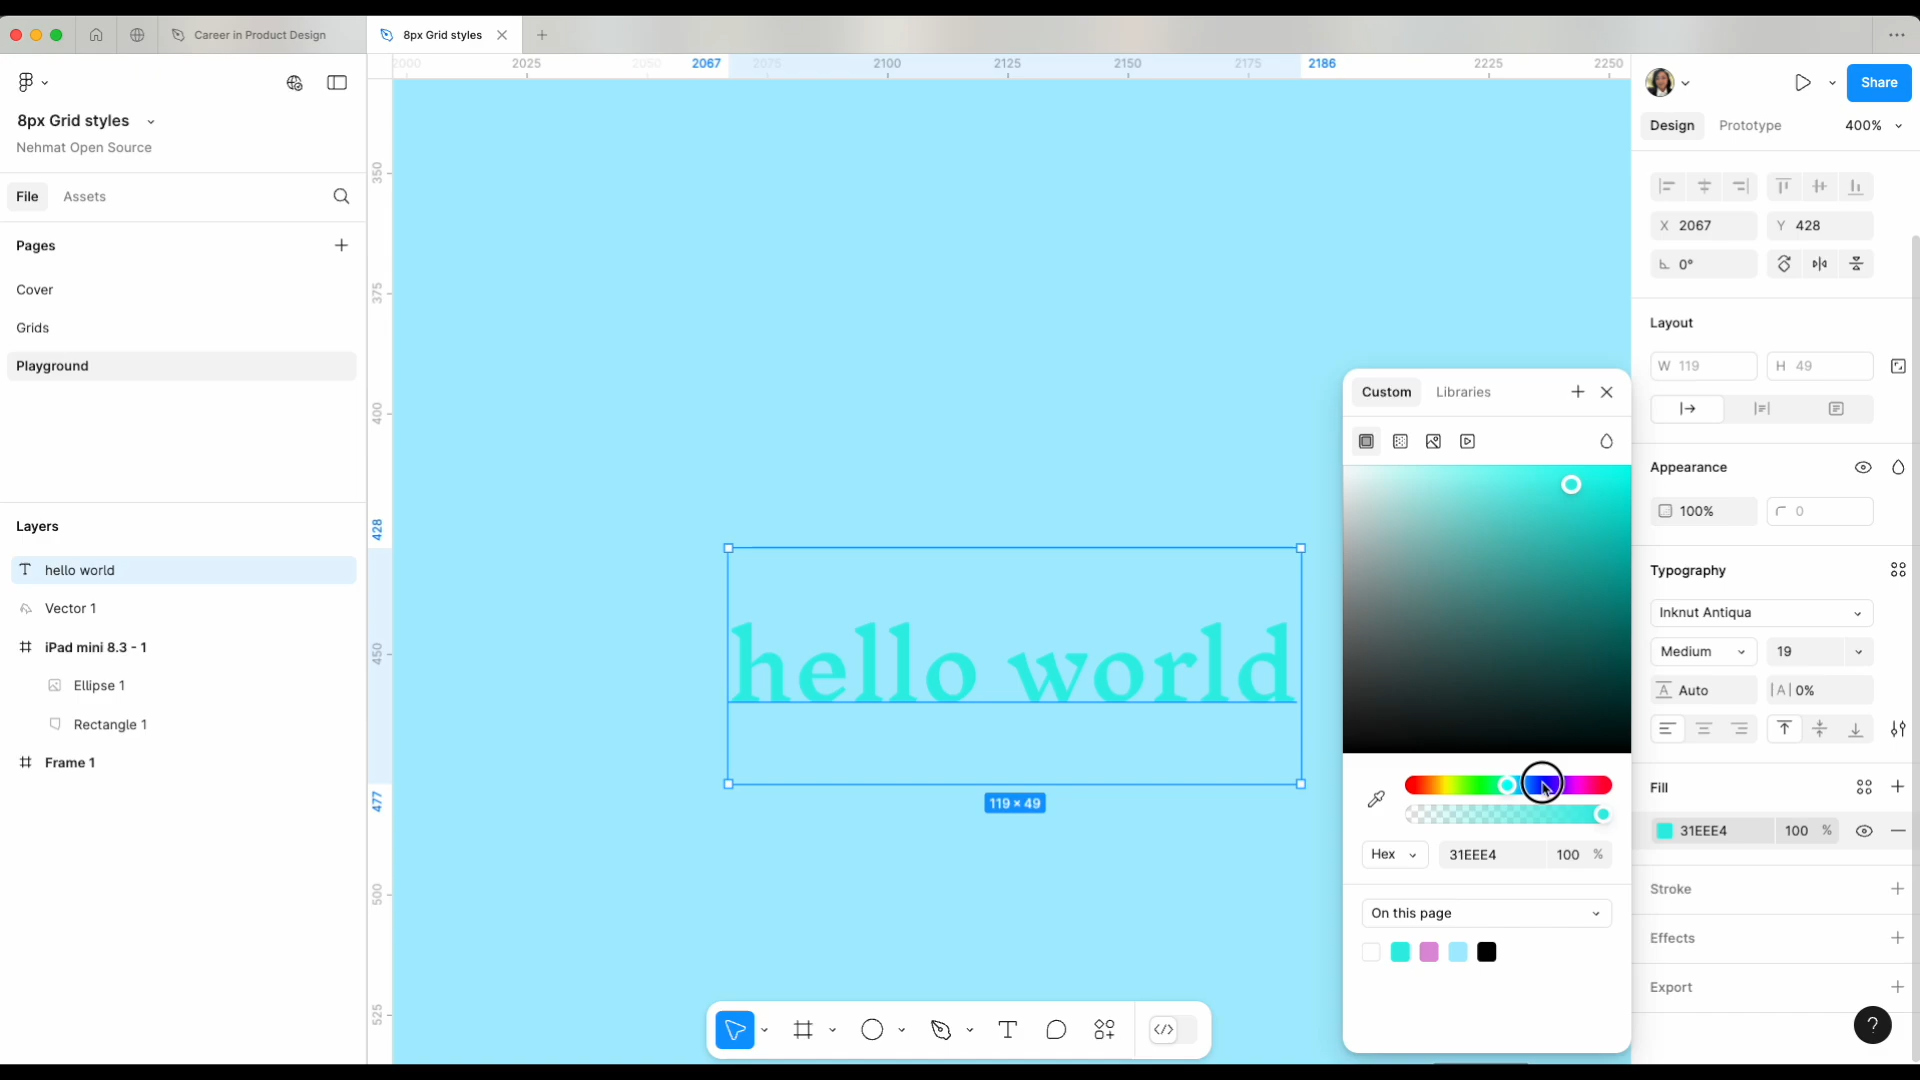 Career in Product Design
8px Grid styles
2000
2025
2050
2067
2075
2100
2125
2150
2175
2186
2225
2250
Share
8px Grid styles
Nehmat Open Source
Design
Prototype
400%
File
Assets
Pages
Cover
Grids
Playground
Layers
hello world
Vector 1
iPad mini 8.3 - 1
Ellipse 1
Rectangle 1
Frame 1
350
375
400
428
450
477
500
525
hello world
119 × 49
Custom
Libraries
Hex
31EEE4
100 %
On this page
X 2067
Y 428
0°
Layout
W 119
H 49
Appearance
100%
0
Typography
Inknut Antiqua
Medium
19
Auto
|A| 0%
Fill
31EEE4
100 %
Stroke
Effects
Export
?